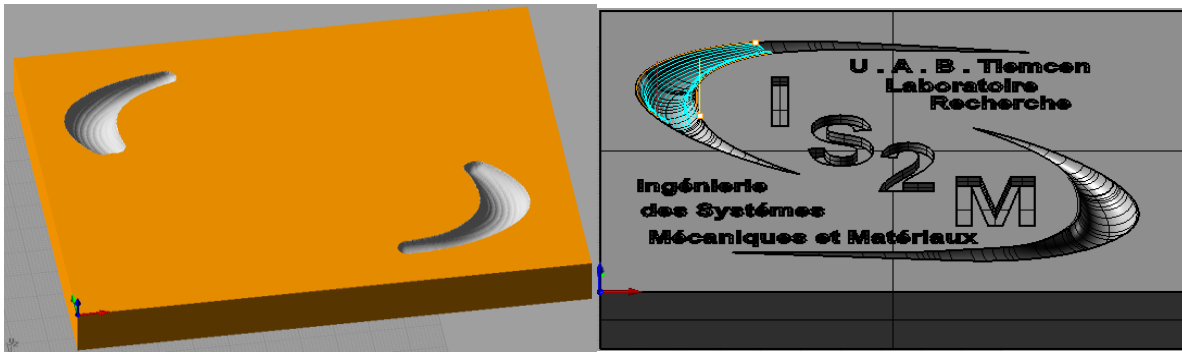 U . A . B . Tlemcen
Laboratoire
Recherche
I S 2 M
Ingénierie
des Systémes
Mécaniques et Matériaux